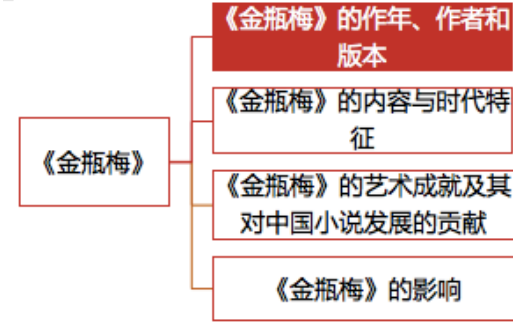 《金瓶梅》的作年、作者和
版本
《金瓶梅》的内容与时代特
征
《金瓶梅》
《金瓶梅》的艺术成就及其
对中国小说发展的贡献
《金瓶梅》的影响